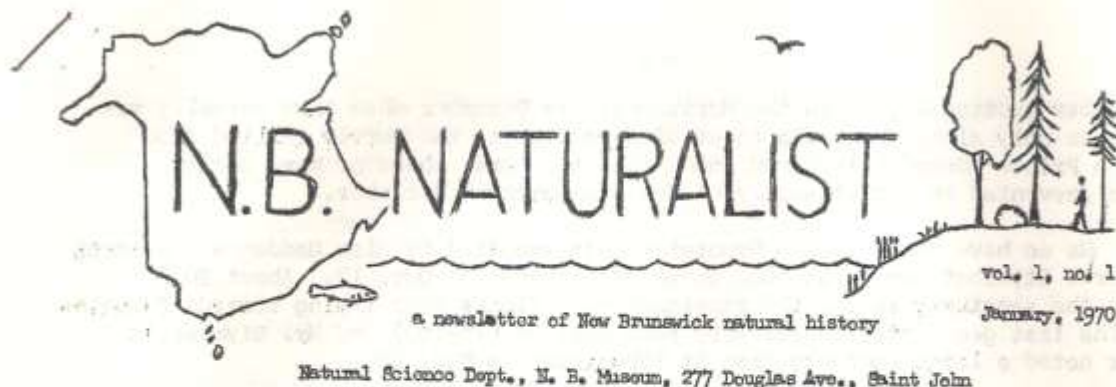 N.B. NATURALIST
vol. 1, no. 1
a newsletter of New Brunswick natural history
January, 1970
Natural Science Dept., N. B. Museum, 277 Douglas Ave., Saint John